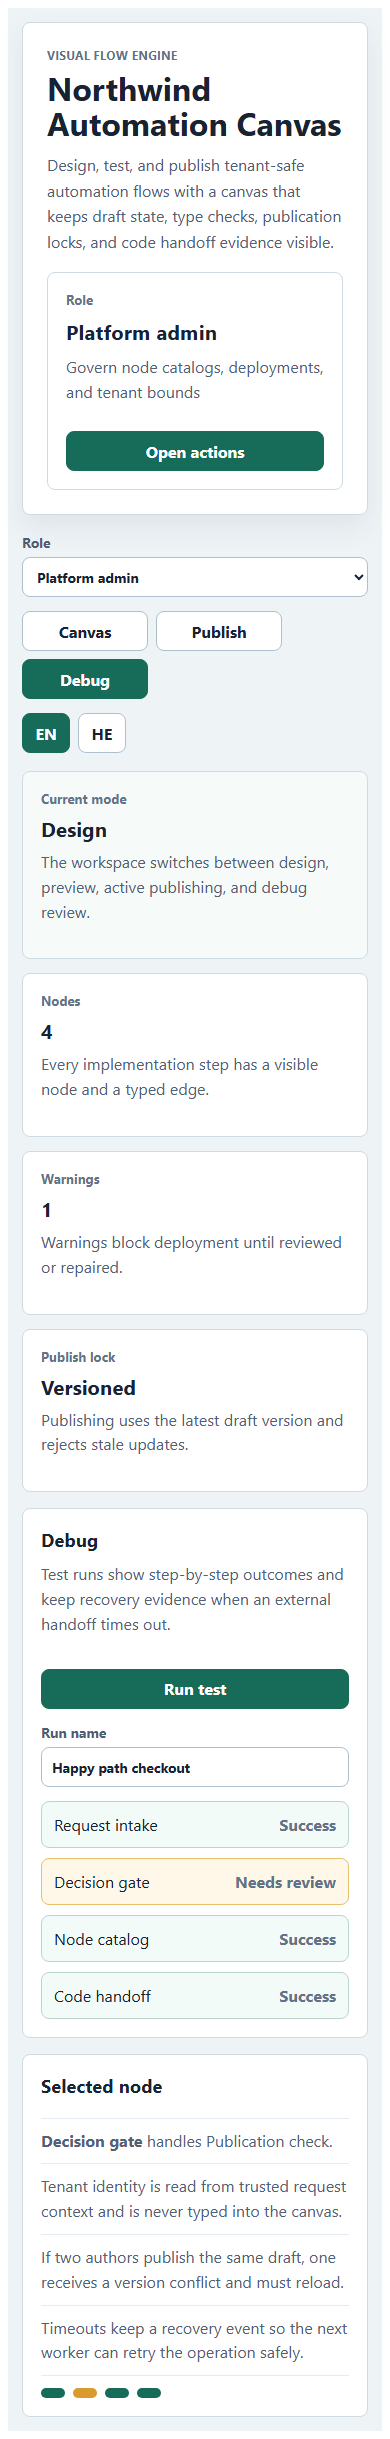 VISUAL FLOW ENGINE
Northwind
Automation Canvas
Design, test, and publish tenant-safe
automation flows with a canvas that
keeps draft state, type checks, publication
locks, and code handoff evidence visible.
Role
Platform admin
Govern node catalogs, deployments,
and tenant bounds
Open actions
Role
Platform admin
Canvas
Publish
Debug
EN
HE
Current mode
Design
The workspace switches between design,
preview, active publishing, and debug
review.
Nodes
4
Every implementation step has a visible
node and a typed edge.
Warnings
1
Warnings block deployment until reviewed
or repaired.
Publish lock
Versioned
Publishing uses the latest draft version and
rejects stale updates.
Debug
Test runs show step-by-step outcomes and
keep recovery evidence when an external
handoff times out.
Run test
Run name
Happy path checkout
Request intake Success
Decision gate Needs review
Node catalog Success
Code handoff Success
Selected node
Decision gate handles Publication check.
Tenant identity is read from trusted request
context and is never typed into the canvas.
If two authors publish the same draft, one
receives a version conflict and must reload.
Timeouts keep a recovery event so the next
worker can retry the operation safely.